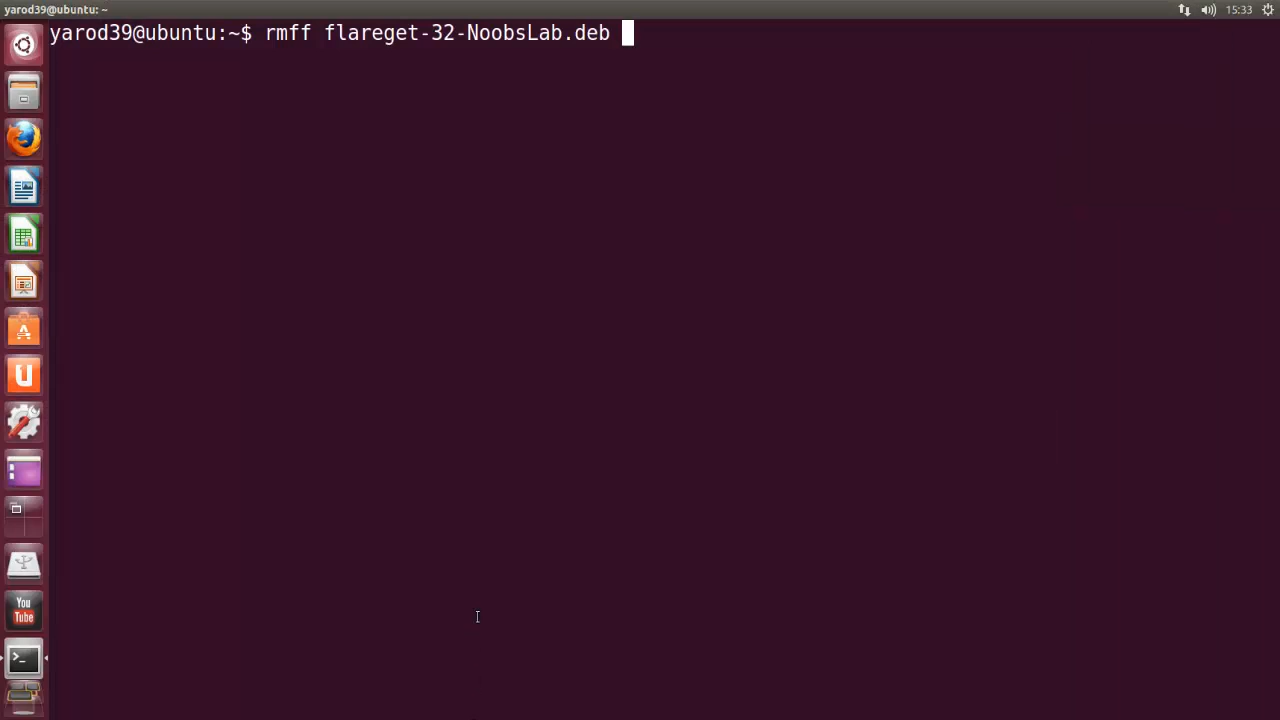 yarod39@ubuntu: ~
15:33
yarod39@ubuntu:~$ rmff flareget-32-NoobsLab.deb
You
Tube
>_